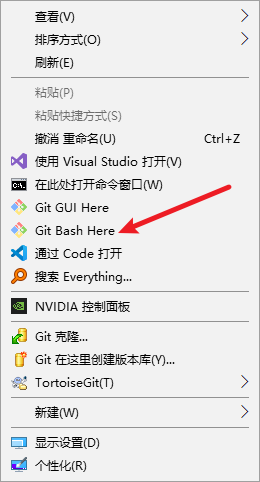 查看(V)
排序方式(O)
刷新(E)
粘贴(P)
粘贴快捷方式(S)
撤消 重命名(U) Ctrl+Z
使用 Visual Studio 打开(V)
在此处打开命令窗口(W)
Git GUI Here
Git Bash Here
通过 Code 打开
搜索 Everything...
NVIDIA 控制面板
Git 克隆...
Git 在这里创建版本库(Y)...
TortoiseGit(T)
新建(W)
显示设置(D)
个性化(R)